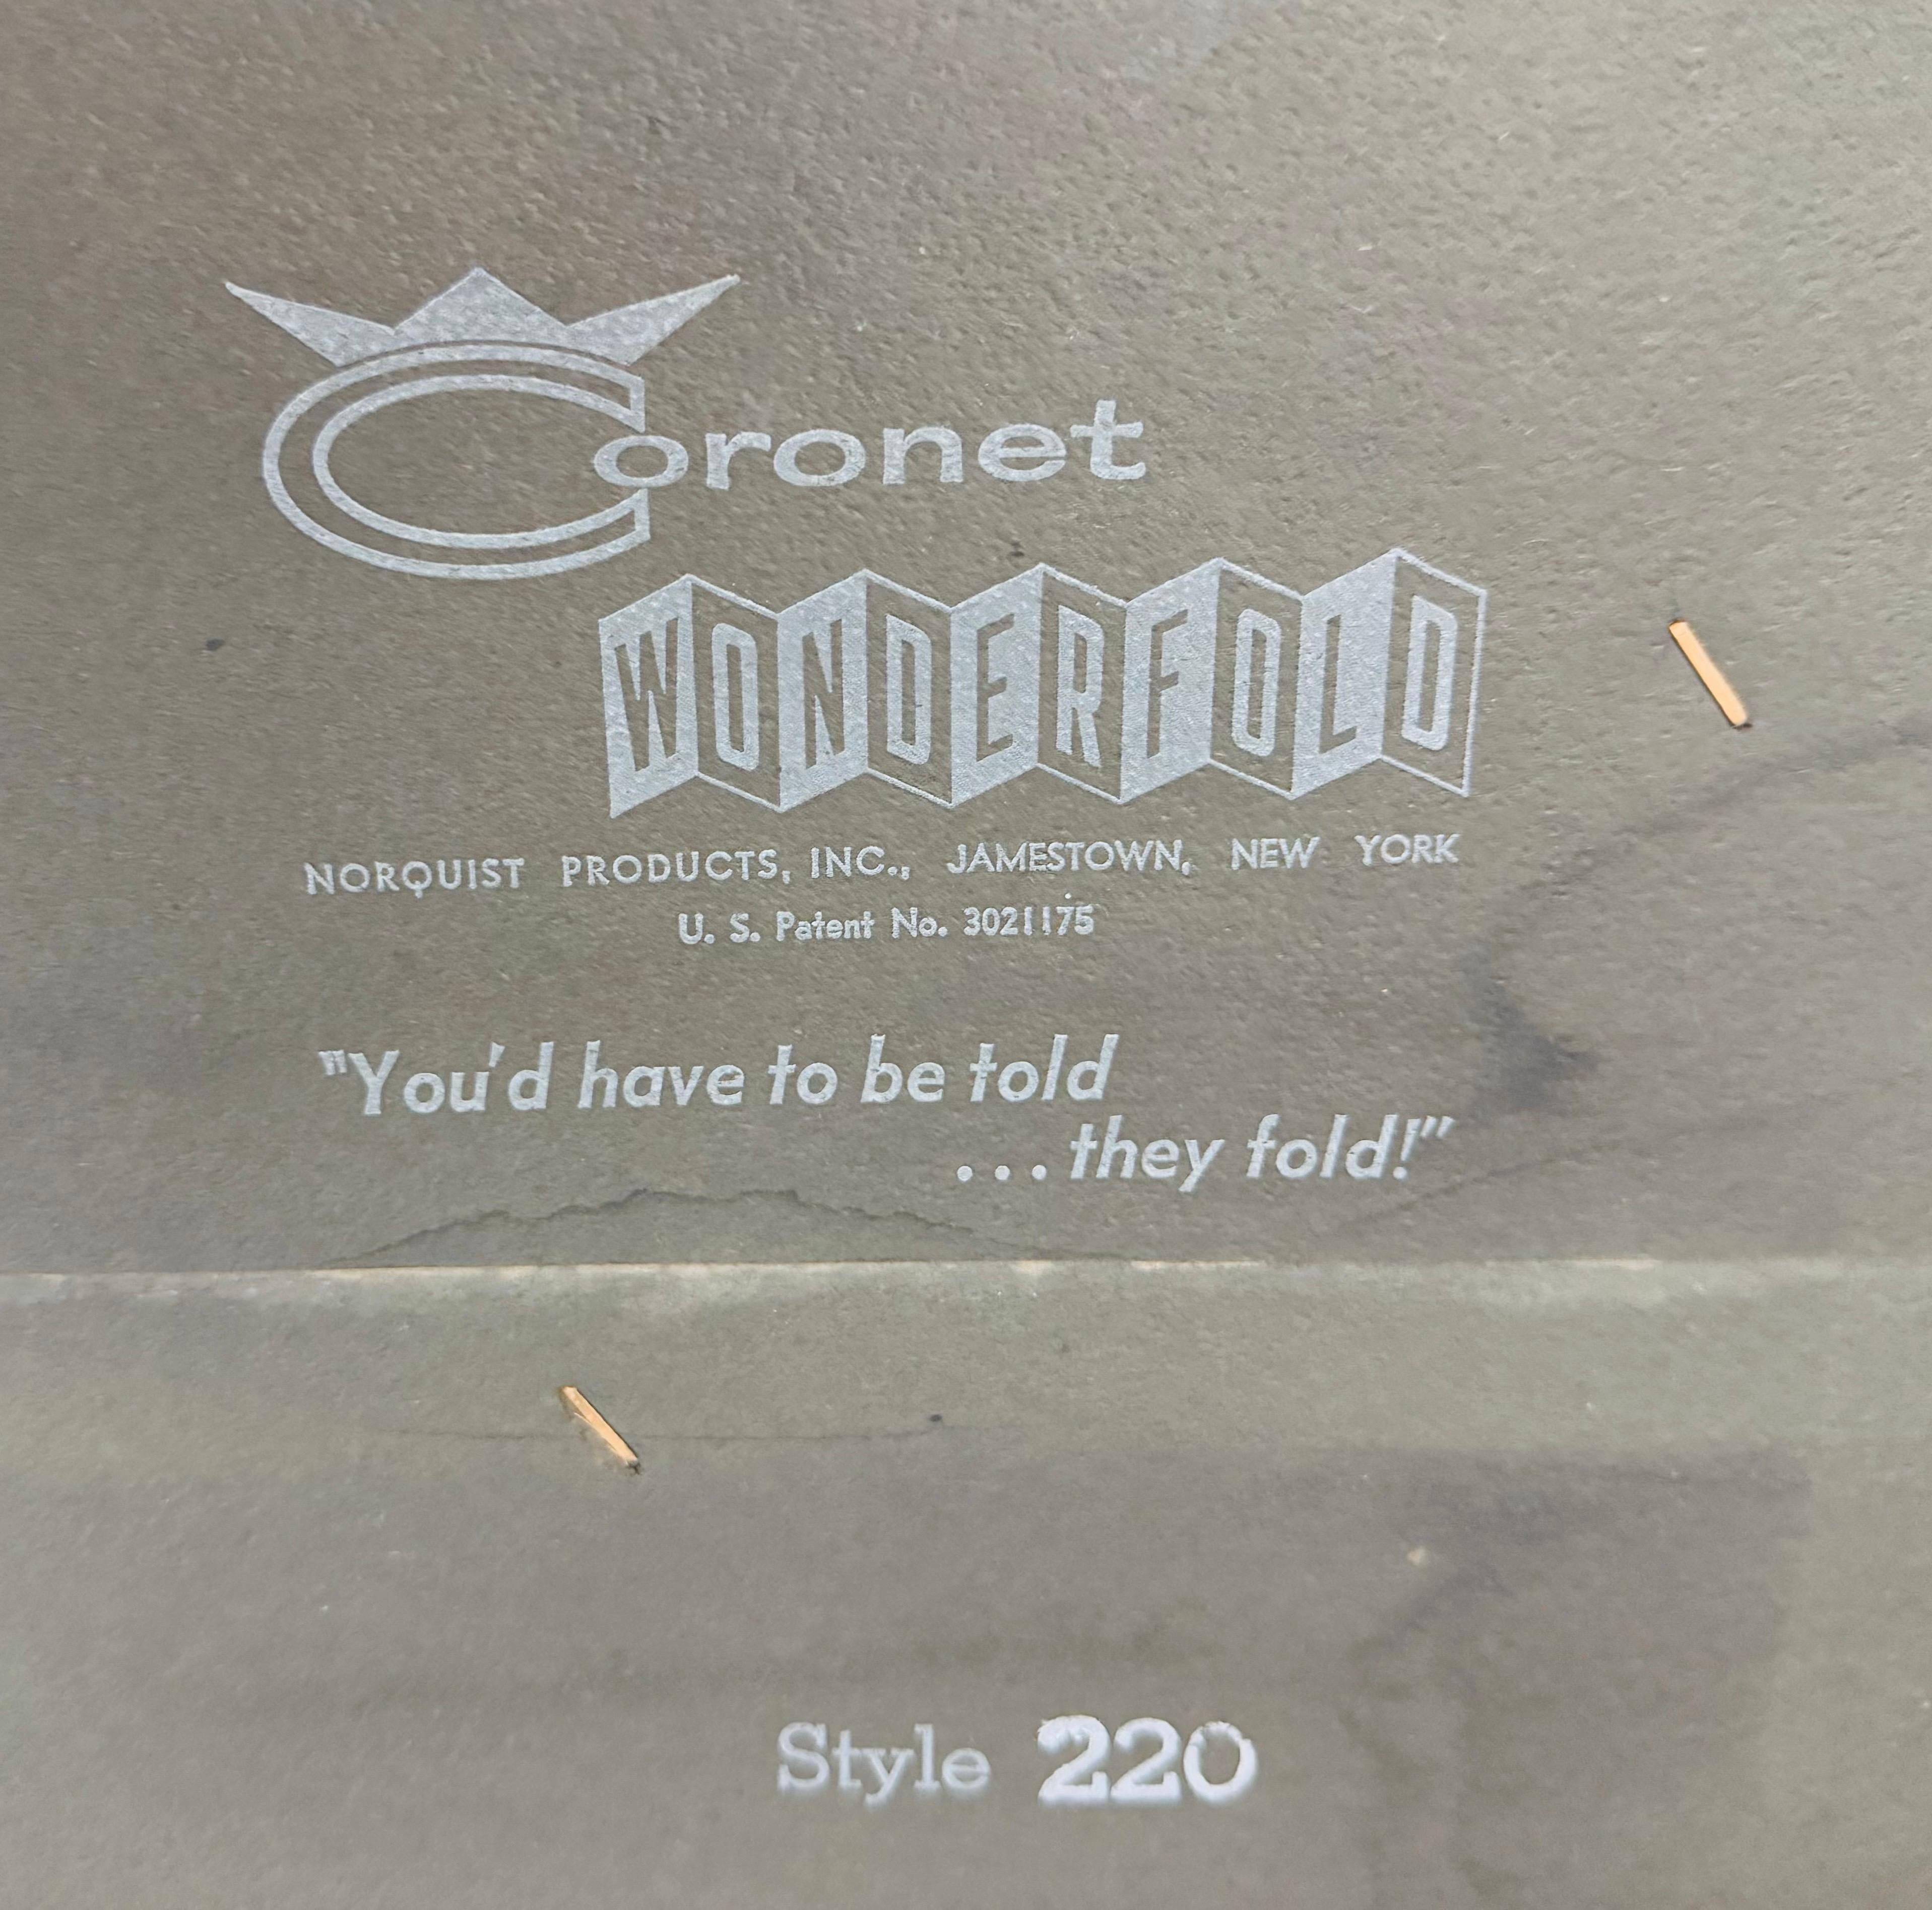 Coronet
WONDERFOLD
NORQUIST PRODUCTS, INC., JAMESTOWN, NEW YORK
U. S. Patent No. 3021175
"You'd have to be told
...they fold!"
Style 220